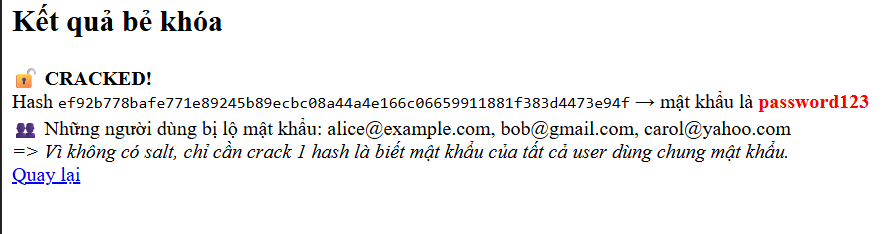 Kết quả bẻ khóa
🔓 CRACKED!
Hash ef92b778bafe771e89245b89ecbc08a44a4e166c06659911881f383d4473e94f → mật khẩu là password123
👥 Những người dùng bị lộ mật khẩu: alice@example.com, bob@gmail.com, carol@yahoo.com
=> Vì không có salt, chỉ cần crack 1 hash là biết mật khẩu của tất cả user dùng chung mật khẩu.
Quay lại